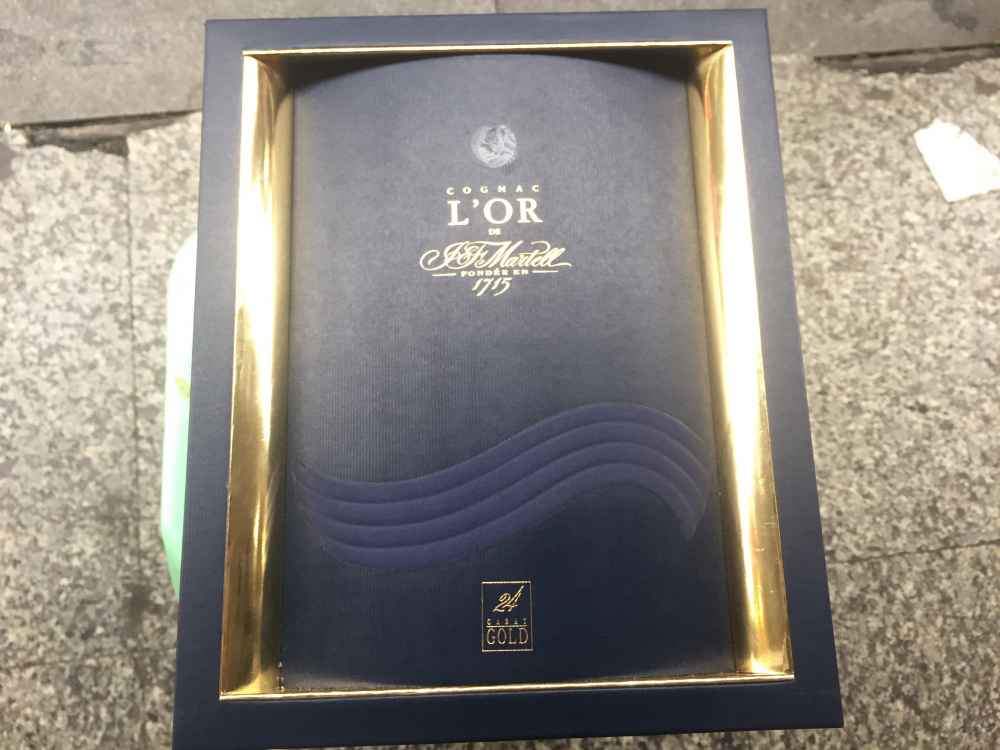 COGNAC
L'OR
DE
J&F Martell
FONDÉE EN
1715
24
CARAT
GOLD